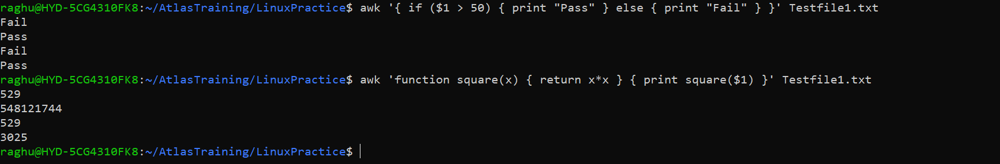 raghu@HYD-5CG4310FK8:~/AtlasTraining/LinuxPractice$ awk '{ if ($1 > 50) { print "Pass" } else { print "Fail" } }' Testfile1.txt
Fail
Pass
Fail
Pass
raghu@HYD-5CG4310FK8:~/AtlasTraining/LinuxPractice$ awk 'function square(x) { return x*x } { print square($1) }' Testfile1.txt
529
548121744
529
3025
raghu@HYD-5CG4310FK8:~/AtlasTraining/LinuxPractice$